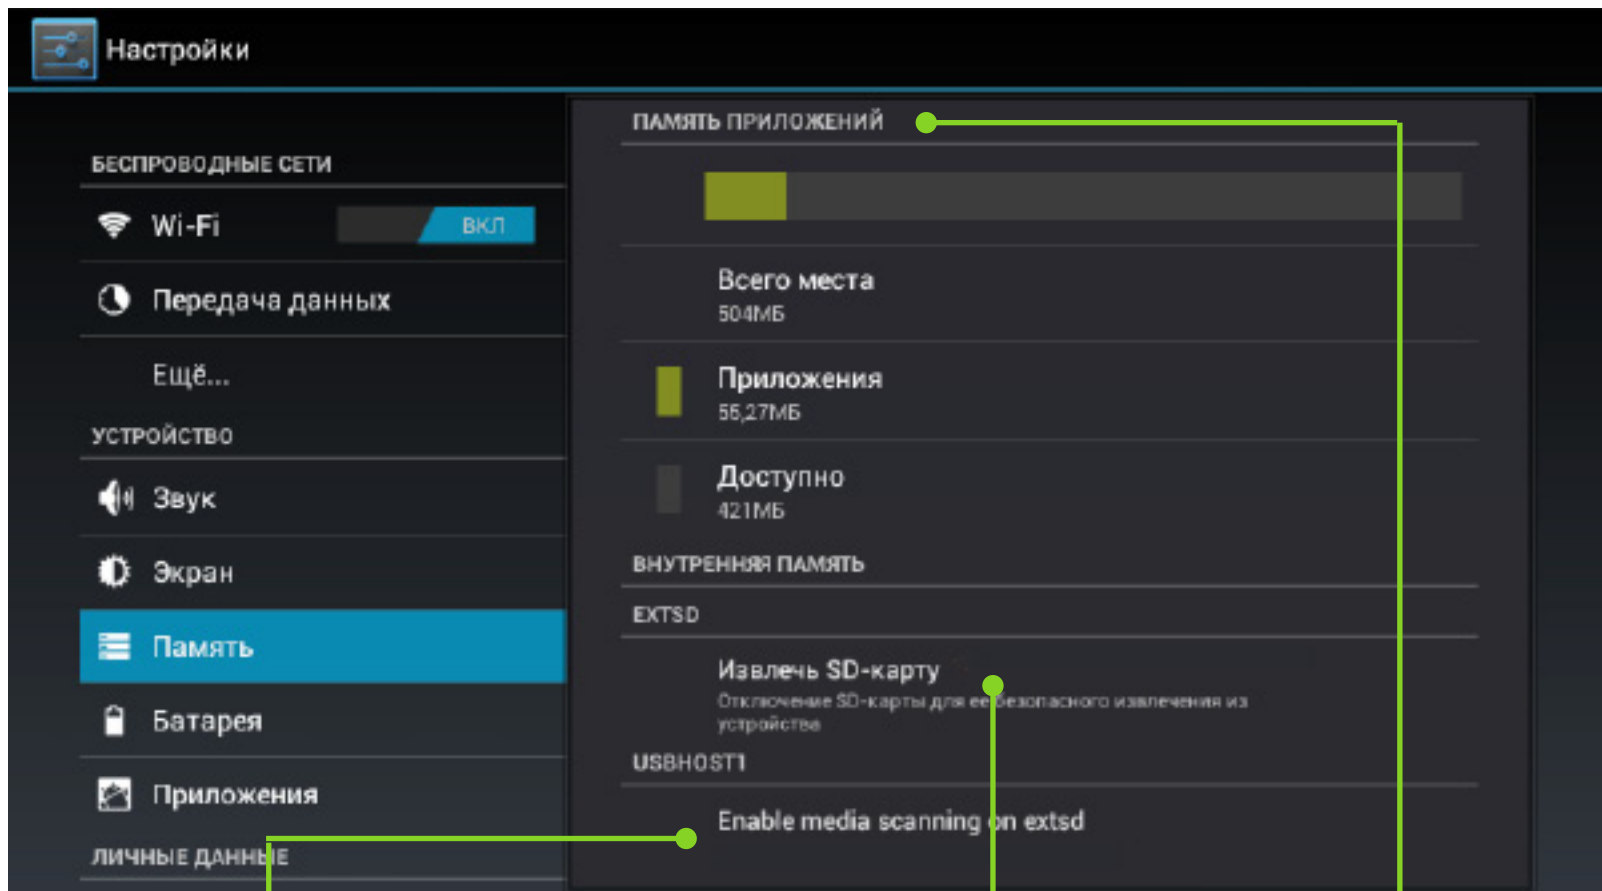 Настройки
БЕСПРОВОДНЫЕ СЕТИ
Wi-Fi
ВКЛ
Передача данных
Ещё...
УСТРОЙСТВО
Звук
Экран
Память
Батарея
Приложения
ЛИЧНЫЕ ДАННЫЕ
ПАМЯТЬ ПРИЛОЖЕНИЙ
Всего места
504МБ
Приложения
55,27МБ
Доступно
421МБ
ВНУТРЕННЯЯ ПАМЯТЬ
EXTSD
Извлечь SD-карту
Отключение SD-карты для её безопасного извлечения из
устройства
USBHOST1
Enable media scanning on extsd